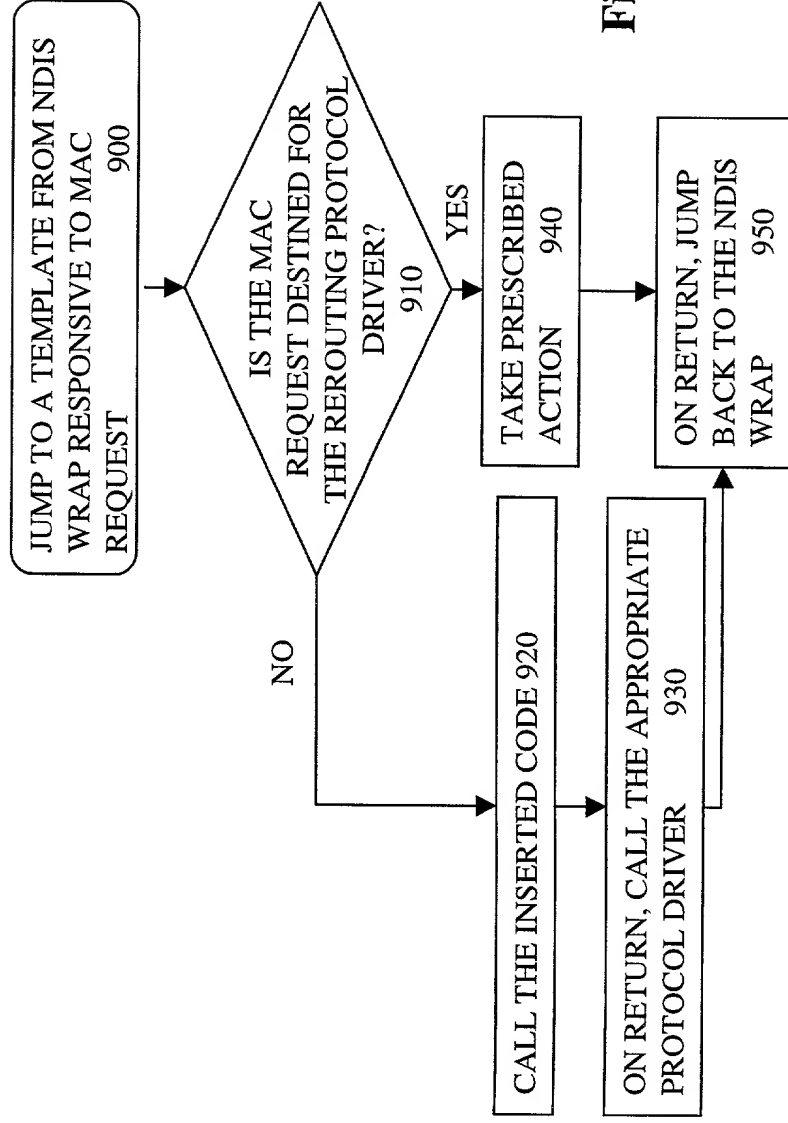 JUMP TO A TEMPLATE FROM NDIS
WRAP RESPONSIVE TO MAC
REQUEST 900
IS THE MAC
REQUEST DESTINED FOR
THE REROUTING PROTOCOL
DRIVER?
910
NO
YES
CALL THE INSERTED CODE 920
ON RETURN, CALL THE APPROPRIATE
PROTOCOL DRIVER 930
TAKE PRESCRIBED
ACTION 940
ON RETURN, JUMP
BACK TO THE NDIS
WRAP 950